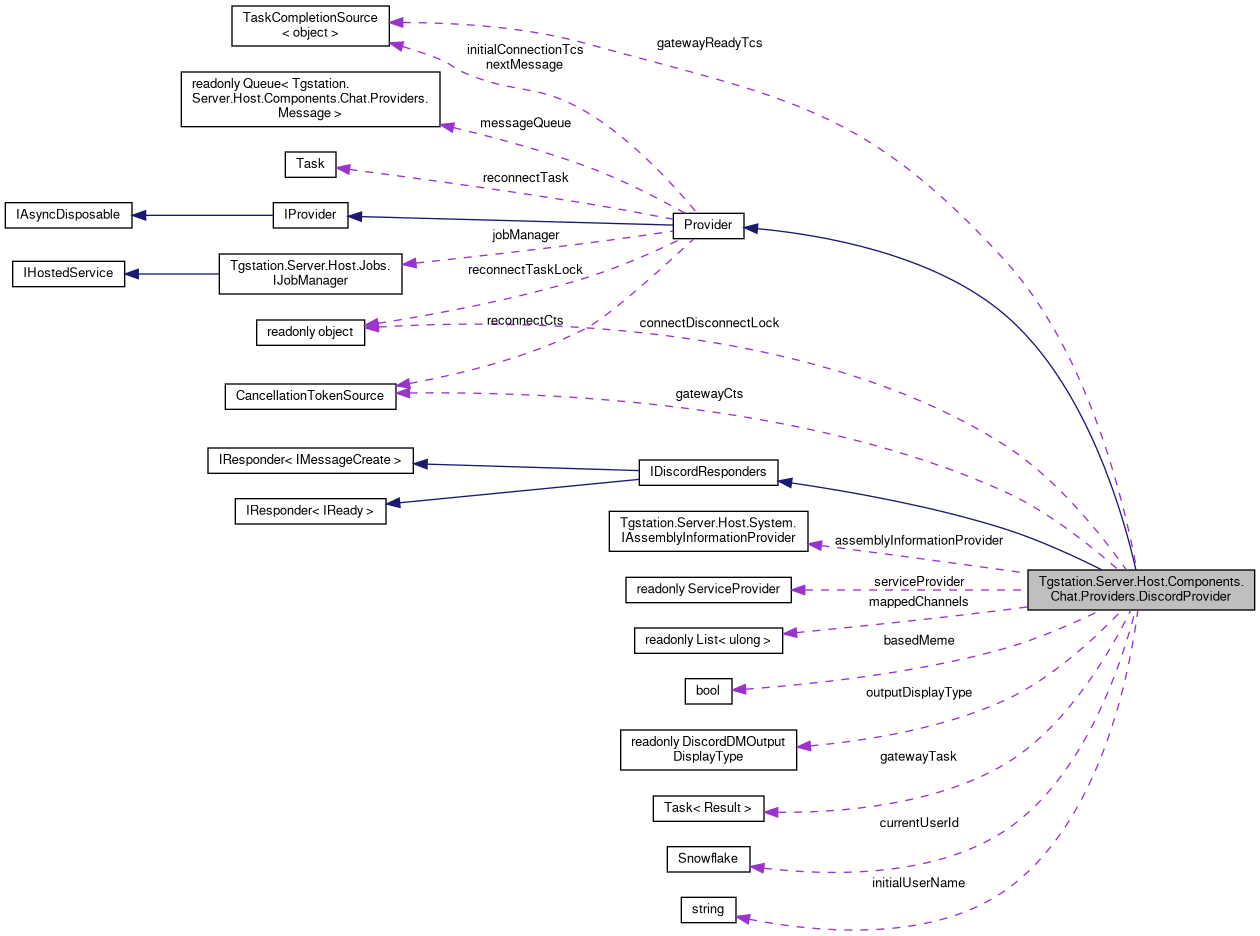 TaskCompletionSource
< object >
gatewayReadyTcs
initialConnectionTcs
nextMessage
readonly Queue< Tgstation.
Server.Host.Components.Chat.Providers.
Message >
messageQueue
Task
reconnectTask
IAsyncDisposable
IProvider
Provider
jobManager
IHostedService
Tgstation.Server.Host.Jobs.
IJobManager
reconnectTaskLock
readonly object
reconnectCts
connectDisconnectLock
CancellationTokenSource
gatewayCts
IResponder< IMessageCreate >
IDiscordResponders
IResponder< IReady >
Tgstation.Server.Host.System.
IAssemblyInformationProvider
assemblyInformationProvider
Tgstation.Server.Host.Components.
Chat.Providers.DiscordProvider
readonly ServiceProvider
serviceProvider
mappedChannels
readonly List< ulong >
basedMeme
bool
outputDisplayType
readonly DiscordDMOutput
DisplayType
gatewayTask
Task< Result >
currentUserId
Snowflake
initialUserName
string